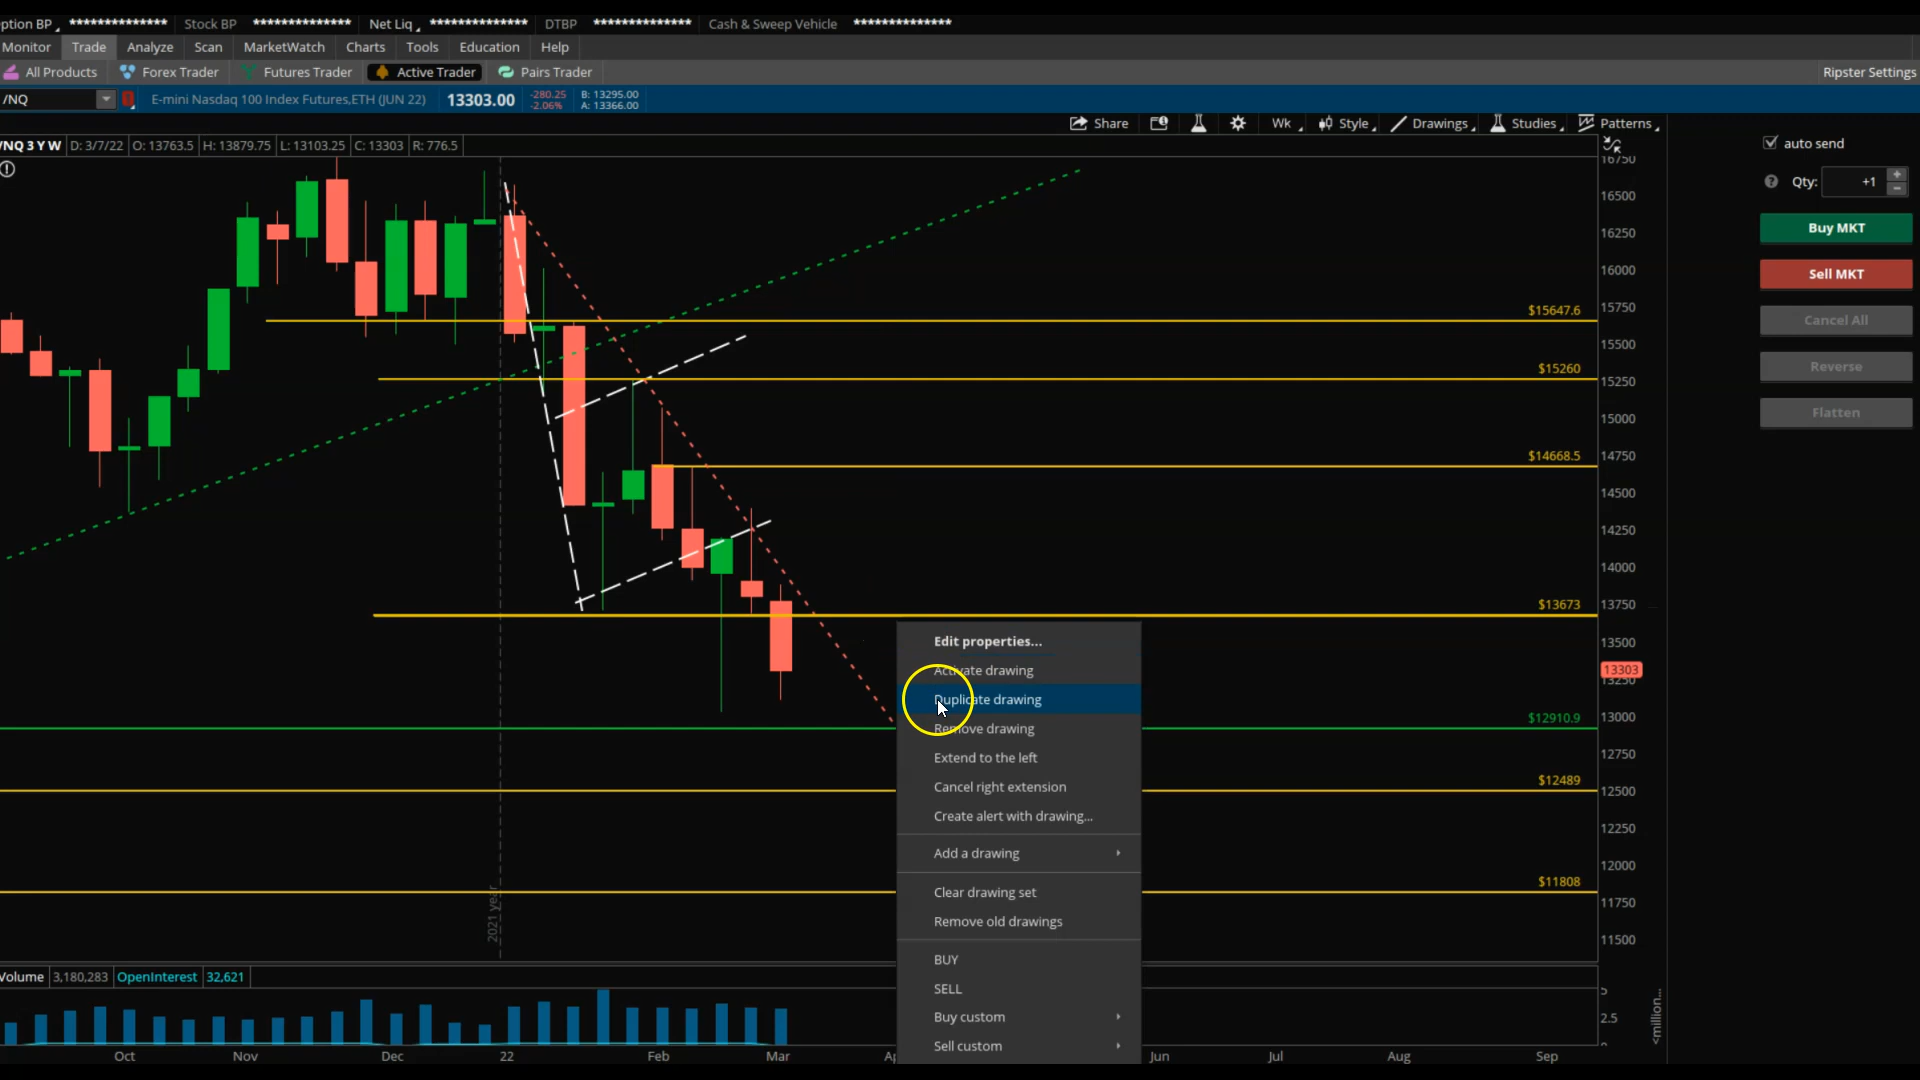 ption BP ************** Stock BP ************** Net Liq ************** DTBP ************** Cash & Sweep Vehicle **************
Monitor Trade Analyze Scan MarketWatch Charts Tools Education Help
All Products Forex Trader Futures Trader Active Trader Pairs Trader Ripster Settings
/NQ E-mini Nasdaq 100 Index Futures,ETH (JUN 22) 13303.00 -280.25 B: 13295.00
-2.06% A: 13366.00
Share Wk Style Drawings Studies Patterns
/NQ 3 Y W D: 3/7/22 O: 13763.5 H: 13879.75 L: 13103.25 C: 13303 R: 776.5
auto send
Qty: +1
Buy MKT
Sell MKT
Cancel All
Reverse
Flatten
16750
16500
16250
16000
15750
15500
15250
15000
14750
14500
14250
14000
13750
13500
13303
13250
13000
12750
12500
12250
12000
11750
11500
$15647.6
$15260
$14668.5
$13673
$12910.9
$12489
$11808
Edit properties...
Activate drawing
Duplicate drawing
Remove drawing
Extend to the left
Cancel right extension
Create alert with drawing...
Add a drawing
Clear drawing set
Remove old drawings
BUY
SELL
Buy custom
Sell custom
2021 year
Volume 3,180,283 OpenInterest 32,621
5
2.5
<million...
Oct Nov Dec 22 Feb Mar Ap Jun Jul Aug Sep